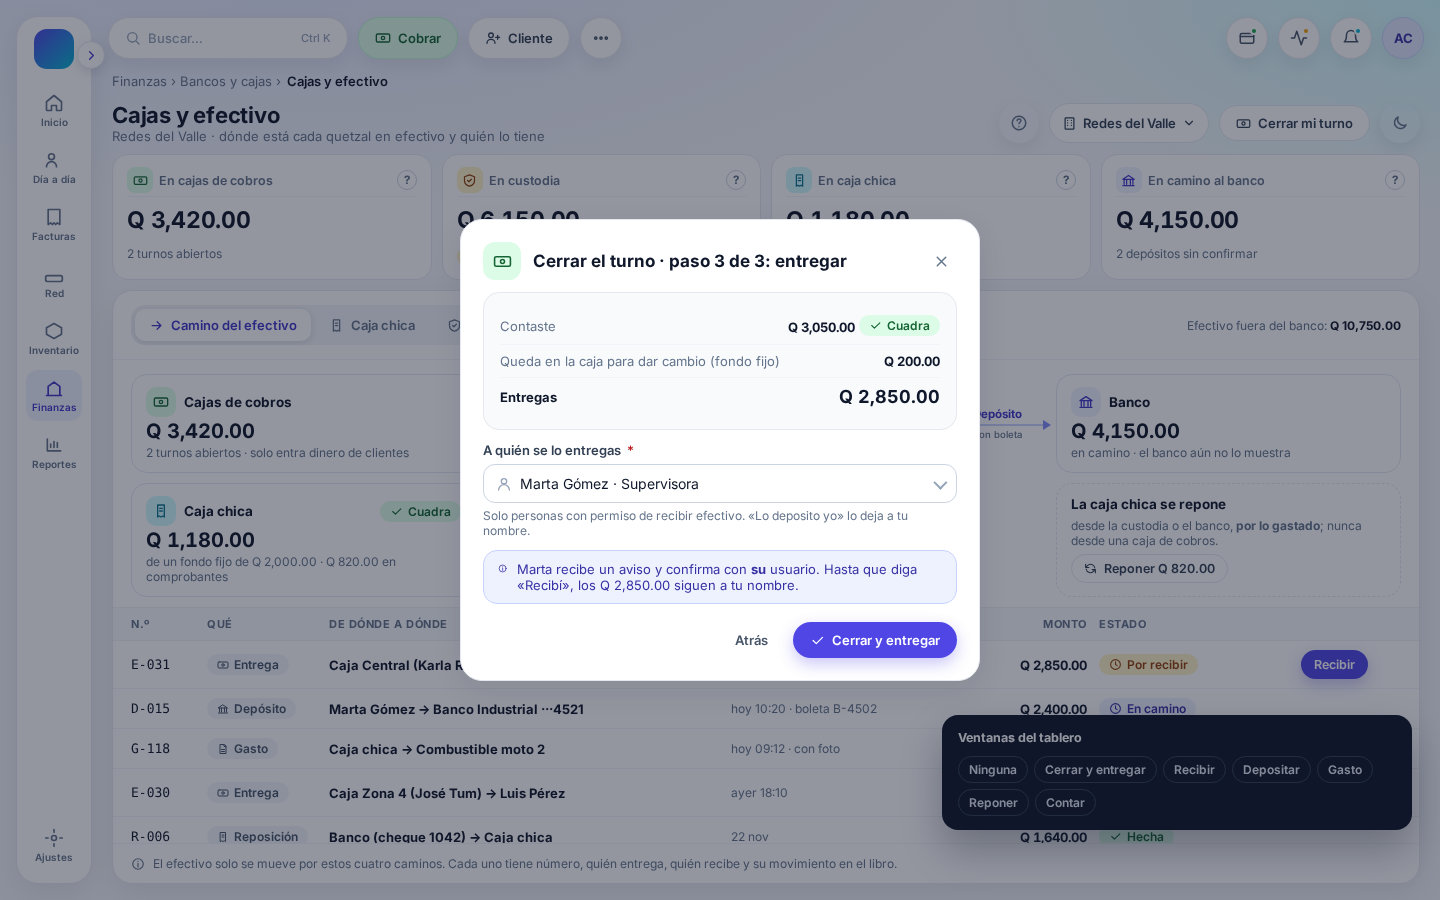 Buscar...
Ctrl K
Cobrar
Cliente
AC
Inicio
Día a día
Facturas
Red
Inventario
Finanzas
Reportes
Ajustes
Finanzas › Bancos y cajas › Cajas y efectivo
Cajas y efectivo
Redes del Valle · dónde está cada quetzal en efectivo y quién lo tiene
Redes del Valle
Cerrar mi turno
En cajas de cobros
?
Q 3,420.00
2 turnos abiertos
En custodia
?
Q 6,150.00
En caja chica
?
Q 1,180.00
En camino al banco
?
Q 4,150.00
2 depósitos sin confirmar
Camino del efectivo
Caja chica
Efectivo fuera del banco: Q 10,750.00
Cajas de cobros
Q 3,420.00
2 turnos abiertos · solo entra dinero de clientes
Caja chica
Cuadra
Q 1,180.00
de un fondo fijo de Q 2,000.00 · Q 820.00 en
comprobantes
Banco
Q 4,150.00
en camino · el banco aún no lo muestra
La caja chica se repone
desde la custodia o el banco, por lo gastado; nunca
desde una caja de cobros.
Reponer Q 820.00
Cerrar el turno · paso 3 de 3: entregar
Contaste
Q 3,050.00
Cuadra
Queda en la caja para dar cambio (fondo fijo)
Q 200.00
Entregas
Q 2,850.00
A quién se lo entregas *
Marta Gómez · Supervisora
Solo personas con permiso de recibir efectivo. «Lo deposito yo» lo deja a tu
nombre.
Marta recibe un aviso y confirma con su usuario. Hasta que diga
«Recibí», los Q 2,850.00 siguen a tu nombre.
Atrás
Cerrar y entregar
N.º
QUÉ
DE DÓNDE A DÓNDE
MONTO
ESTADO
E-031
Entrega
Caja Central (Karla
Q 2,850.00
Por recibir
Recibir
D-015
Depósito
Marta Gómez → Banco Industrial ···4521
hoy 10:20 · boleta B-4502
Q 2,400.00
En camino
G-118
Gasto
Caja chica → Combustible moto 2
hoy 09:12 · con foto
E-030
Entrega
Caja Zona 4 (José Tum) → Luis Pérez
ayer 18:10
R-006
Reposición
Banco (cheque 1042) → Caja chica
22 nov
Q 1,640.00
Hecha
El efectivo solo se mueve por estos cuatro caminos. Cada uno tiene número, quién entrega, quién recibe y su movimiento en el libro.
Ventanas del tablero
Ninguna
Cerrar y entregar
Recibir
Depositar
Gasto
Reponer
Contar